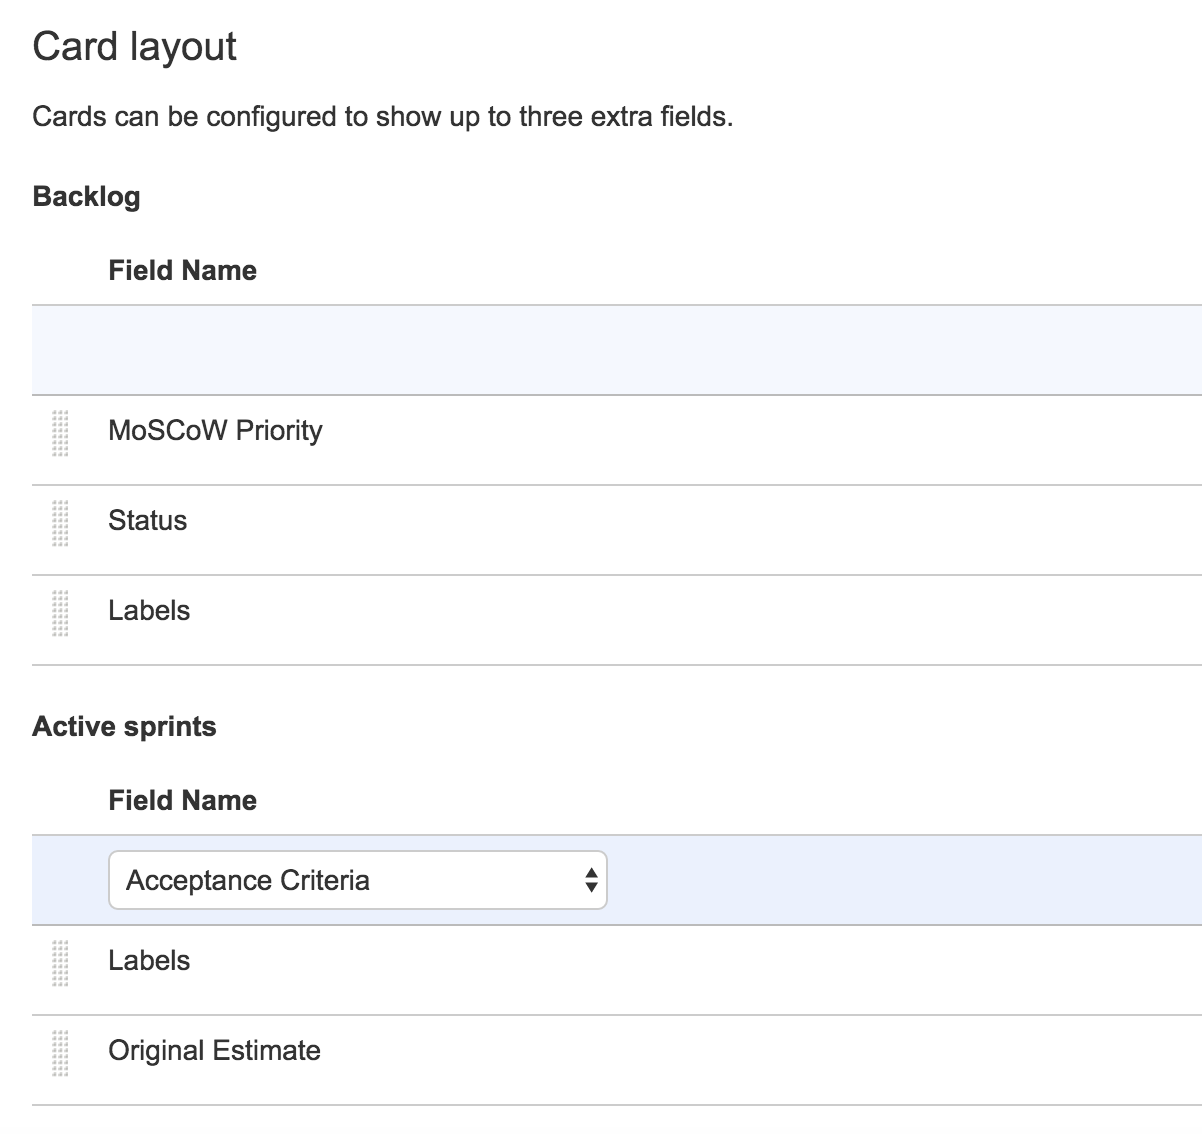 Card layout
Cards can be configured to show up to three extra fields.
Backlog
Field Name
MoSCoW Priority
Status
Labels
Active sprints
Field Name
Acceptance Criteria
Labels
Original Estimate